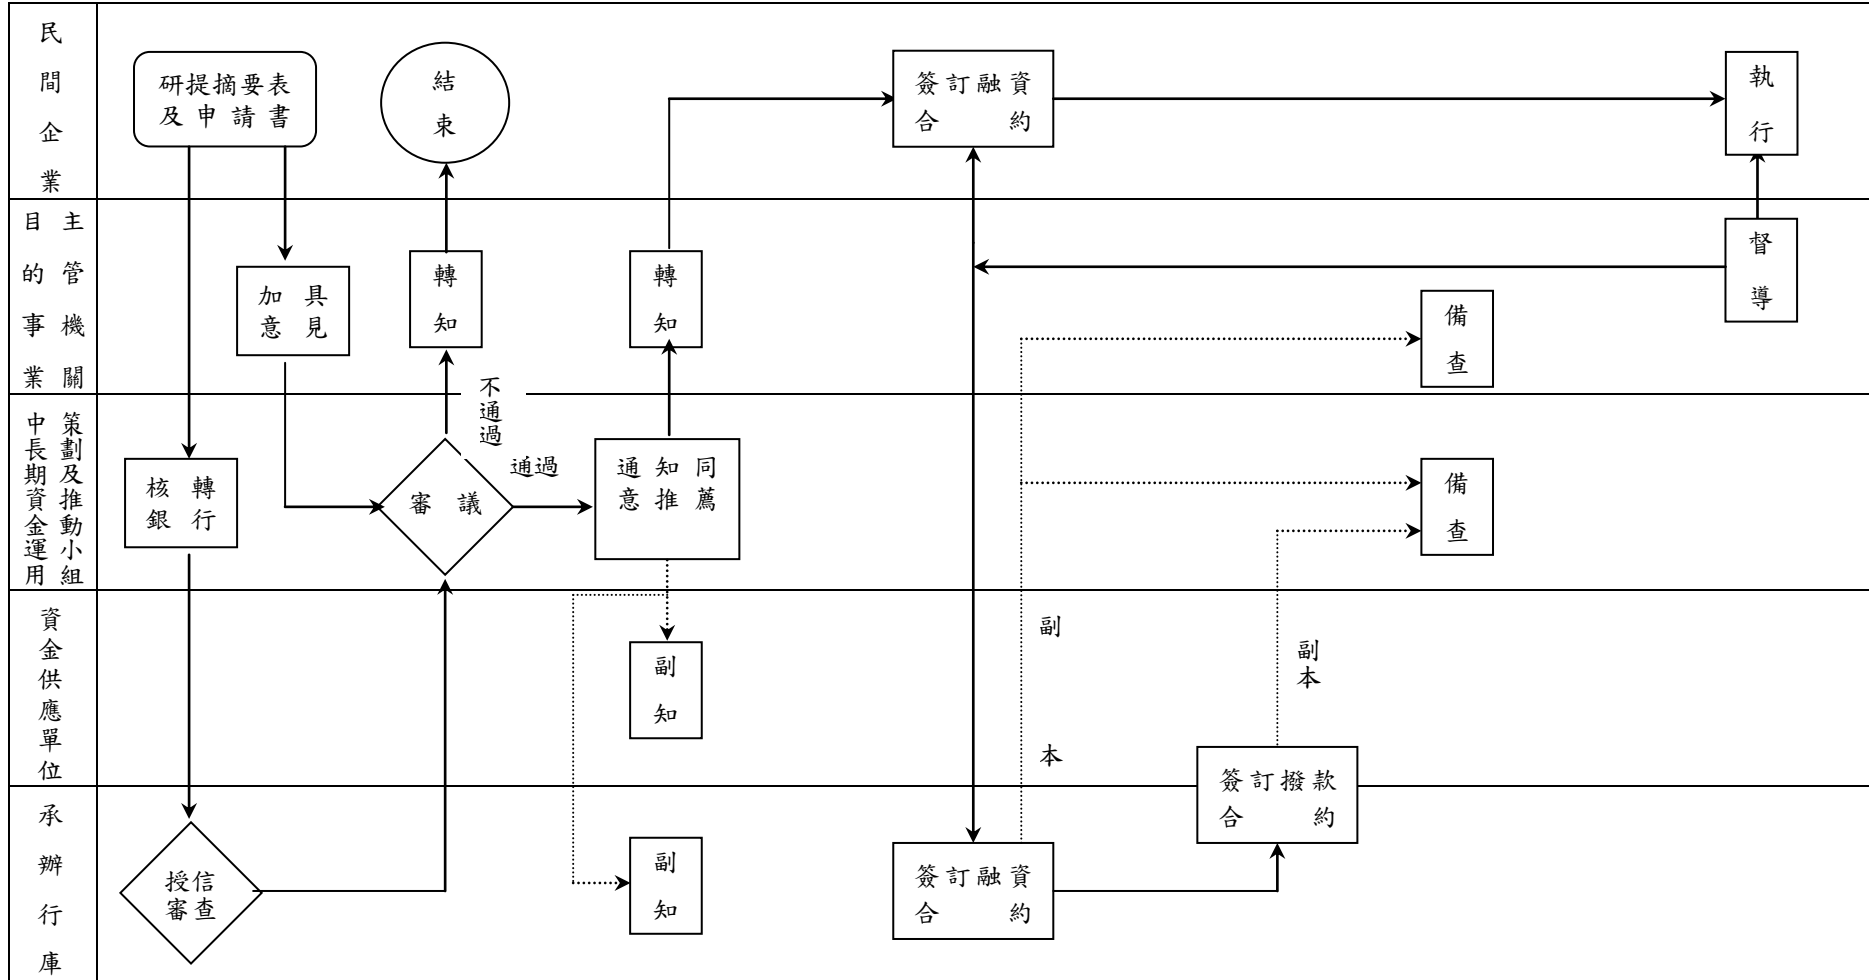 民間企業
研提摘要表
及申請書
結束
簽訂融資
合約
執行
主管機關
目的事業
加具
意見
轉知
轉知
督導
備查
不通過
策劃及推動小組
中長期資金運用
核轉
銀行
審議
通過
通知同
意推薦
備查
資金供應單位
副知
副本
副本
簽訂撥款
合約
承辦行庫
授信
審查
副知
簽訂融資
合約